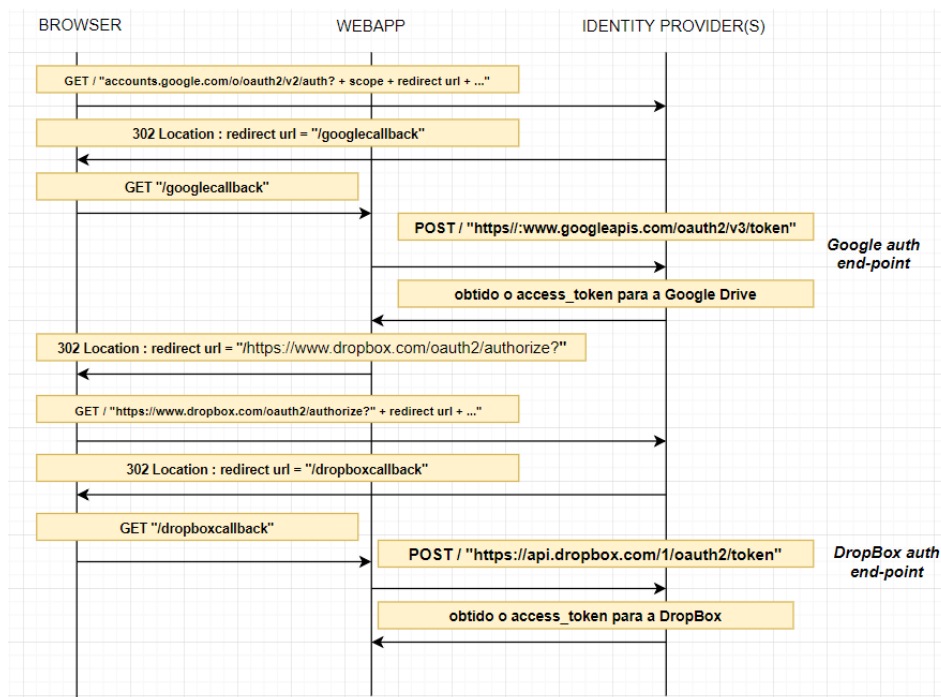 BROWSER
WEBAPP
IDENTITY PROVIDER(S)
GET / "accounts.google.com/o/oauth2/v2/auth? + scope + redirect url + ..."
302 Location : redirect url = "/googlecallback"
GET "/googlecallback"
POST / "https//:www.googleapis.com/oauth2/v3/token"
Google auth
end-point
obtido o access_token para a Google Drive
302 Location : redirect url = "/https://www.dropbox.com/oauth2/authorize?"
GET / "https://www.dropbox.com/oauth2/authorize?" + redirect url + ..."
302 Location : redirect url = "/dropboxcallback"
GET "/dropboxcallback"
POST / "https://api.dropbox.com/1/oauth2/token"
DropBox auth
end-point
obtido o access_token para a DropBox